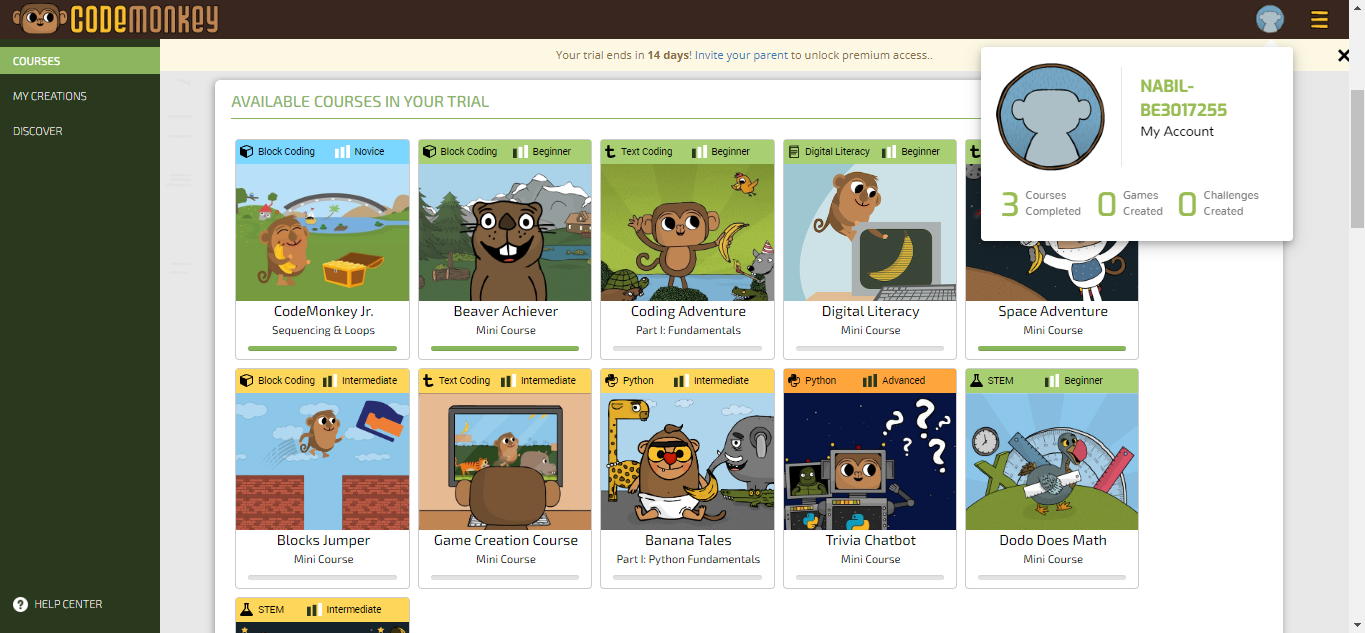 CODEMONKEY
COURSES
MY CREATIONS
DISCOVER
HELP CENTER
Your trial ends in 14 days! Invite your parent to unlock premium access..
NABIL-
BE3017255
My Account
3 Courses
Completed
0 Games
Created
0 Challenges
Created
AVAILABLE COURSES IN YOUR TRIAL
Block Coding Novice
CodeMonkey Jr.
Sequencing & Loops
Block Coding Beginner
Beaver Achiever
Mini Course
Text Coding Beginner
Coding Adventure
Part I: Fundamentals
Digital Literacy Beginner
Digital Literacy
Mini Course
Space Adventure
Mini Course
Block Coding Intermediate
Blocks Jumper
Mini Course
Text Coding Intermediate
Game Creation Course
Mini Course
Python Intermediate
Banana Tales
Part I: Python Fundamentals
Python Advanced
Trivia Chatbot
Mini Course
STEM Beginner
Dodo Does Math
Mini Course
STEM Intermediate